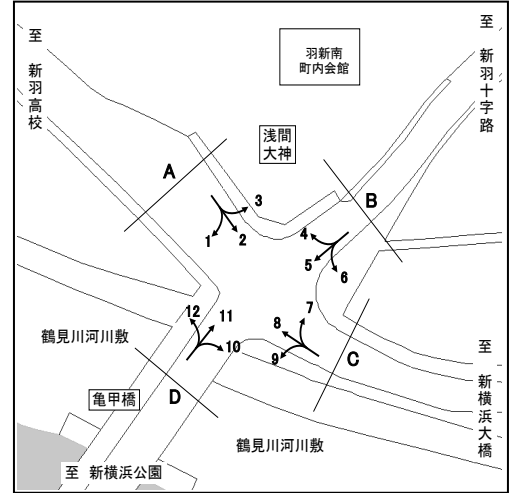 至 新羽高校
羽新南
町内会館
至 新羽十字路
浅間
大神
A
B
3
1
2
4
5
6
7
8
9
12
11
10
C
D
鶴見川河川敷
亀甲橋
鶴見川河川敷
至 新横浜公園
至 新横浜大橋